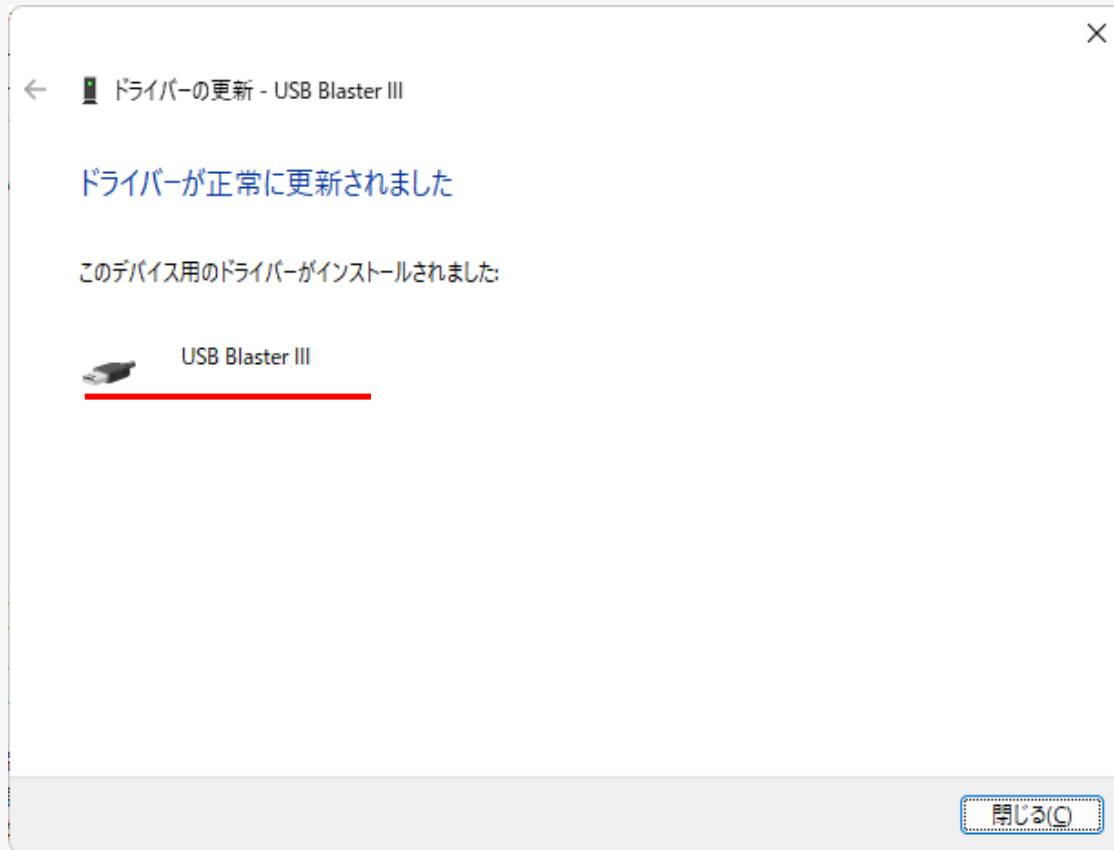 ドライバーの更新 - USB Blaster III
ドライバーが正常に更新されました
このデバイス用のドライバーがインストールされました:
USB Blaster III
閉じる(C)